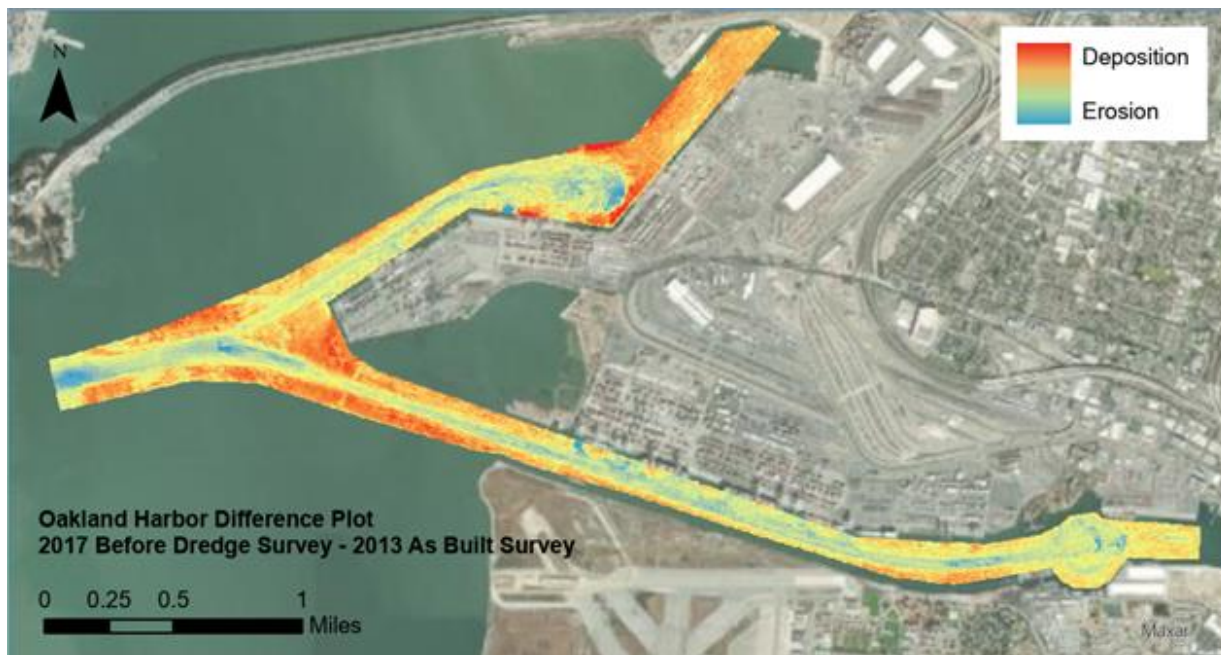 N
Deposition
Erosion
Oakland Harbor Difference Plot
2017 Before Dredge Survey - 2013 As Built Survey
0 0.25 0.5 1
Miles
Maxar